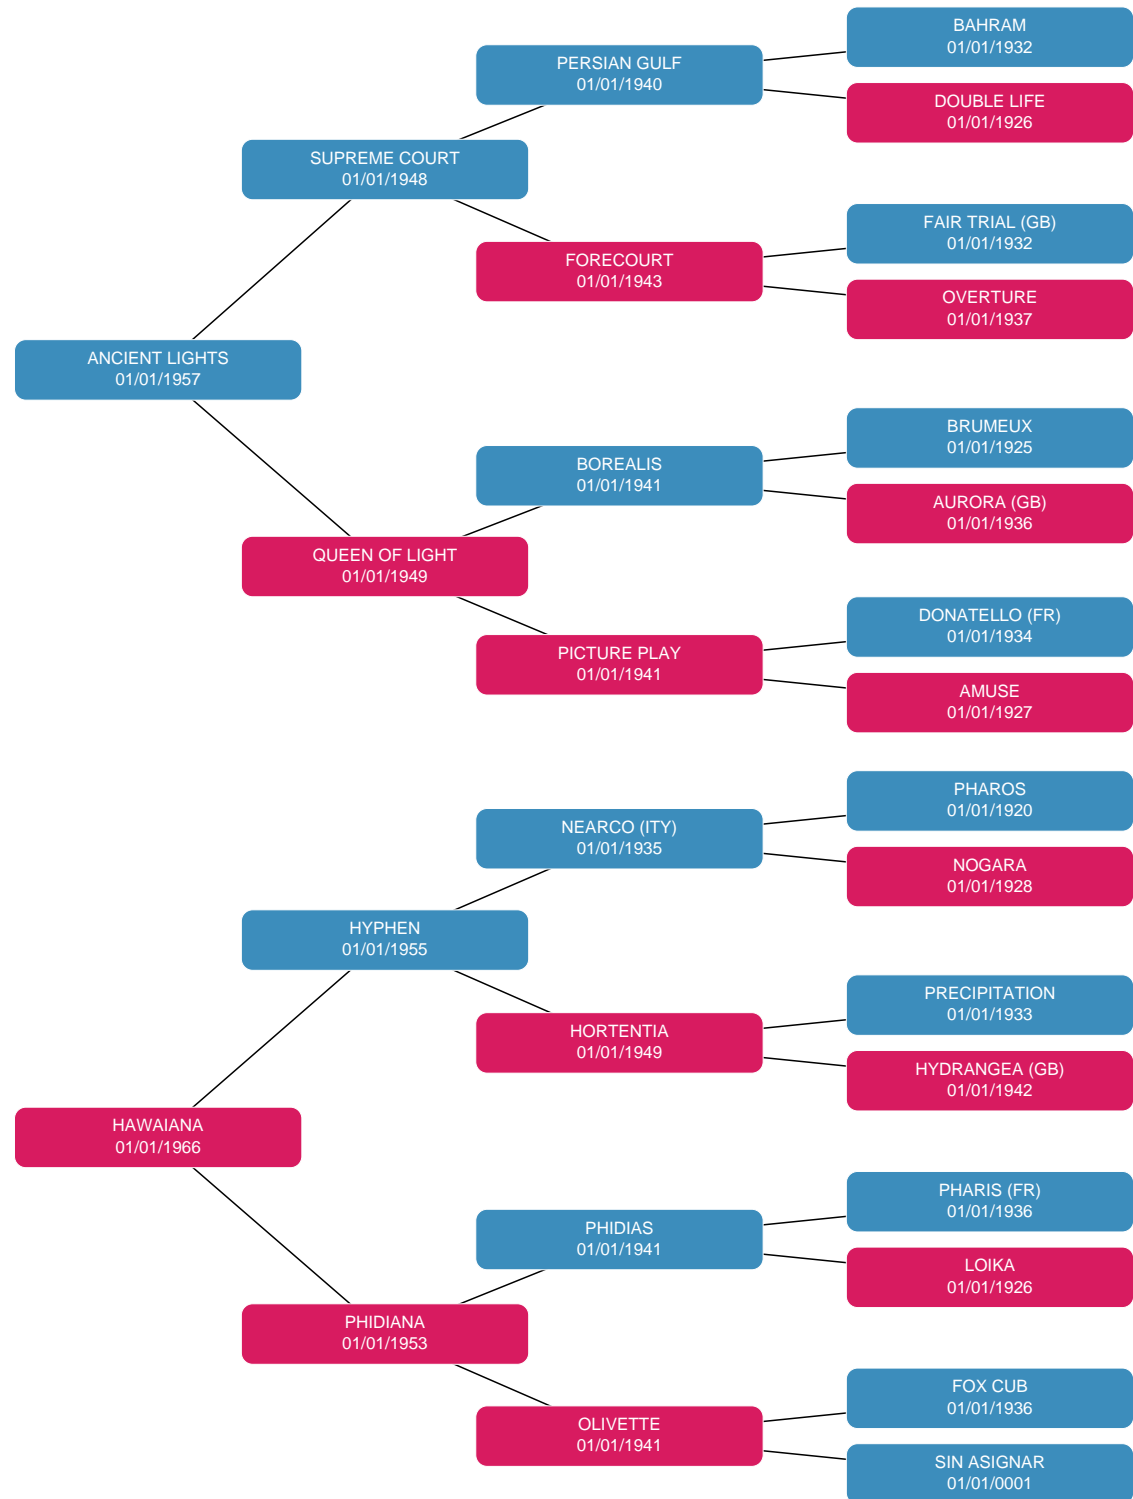 BAHRAM
01/01/1932
PERSIAN GULF
01/01/1940
DOUBLE LIFE
01/01/1926
SUPREME COURT
01/01/1948
FAIR TRIAL (GB)
01/01/1932
FORECOURT
01/01/1943
OVERTURE
01/01/1937
ANCIENT LIGHTS
01/01/1957
BRUMEUX
01/01/1925
BOREALIS
01/01/1941
AURORA (GB)
01/01/1936
QUEEN OF LIGHT
01/01/1949
DONATELLO (FR)
01/01/1934
PICTURE PLAY
01/01/1941
AMUSE
01/01/1927
PHAROS
01/01/1920
NEARCO (ITY)
01/01/1935
NOGARA
01/01/1928
HYPHEN
01/01/1955
PRECIPITATION
01/01/1933
HORTENTIA
01/01/1949
HYDRANGEA (GB)
01/01/1942
HAWAIANA
01/01/1966
PHARIS (FR)
01/01/1936
PHIDIAS
01/01/1941
LOIKA
01/01/1926
PHIDIANA
01/01/1953
FOX CUB
01/01/1936
OLIVETTE
01/01/1941
SIN ASIGNAR
01/01/0001